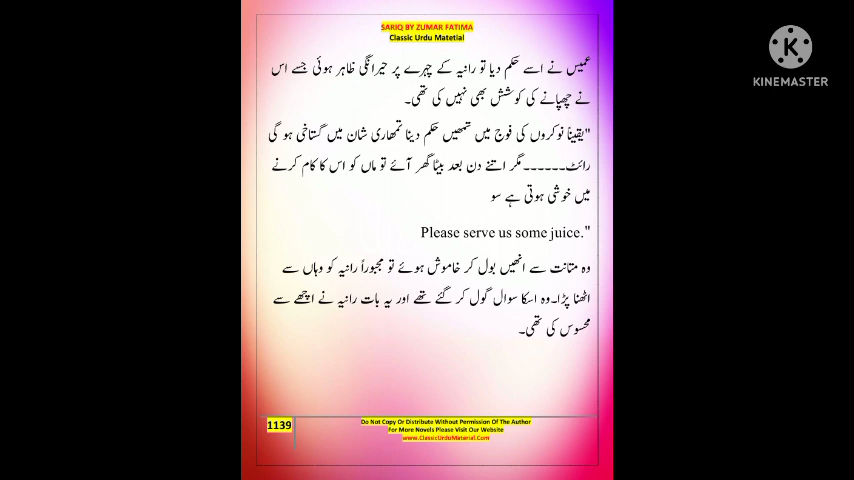 SARIQ BY ZUMAR FATIMA
Classic Urdu Matetial
عمیس نے اسے حکم دیا تو رانیہ کے چہرے پر حیرانگی ظاہر ہوئی جسے اس
نے چھپانے کی کوشش بھی نہیں کی تھی۔
"یقیناً نوکروں کی فوج میں تمھیں حکم دینا تمھاری شان میں گستاخی ہو گی
رائٹ۔۔۔۔۔۔مگر اتنے دن بعد بیٹا گھر آئے تو ماں کو اس کا کام کرنے
میں خوشی ہوتی ہے سو
Please serve us some juice."
وہ متانت سے انھیں بول کر خاموش ہوئے تو مجبوراً رانیہ کو وہاں سے
اٹھنا پڑا۔وہ اسکا سوال گول کر گئے تھے اور یہ بات رانیہ نے اچھے سے
محسوس کی تھی۔
1139
Do Not Copy Or Distribute Without Permission Of The Author
For More Novels Please Visit Our Website
www.ClassicUrduMaterial.Com
KINEMASTER